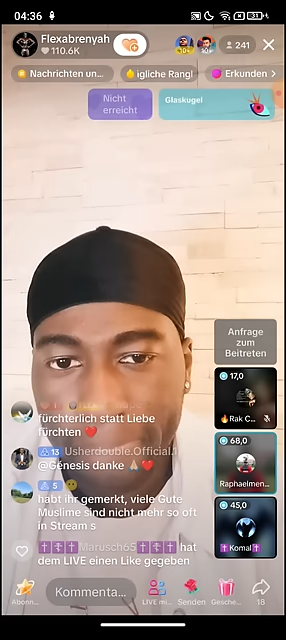 04:36
51
Flexabrenyah
110.6K
241
Nachrichten un...
igliche Rangl
Erkunden >
Nicht
erreicht
Glaskugel
Anfrage
zum
Beitreten
17,0
Rak C...
68,0
Raphaelmen...
45,0
Komal
fürchterlich statt Liebe
fürchten
13 Usherdouble.Official.1
@Génesis danke
5
habt ihr gemerkt, viele Gute
Muslime sind nicht mehr so oft
in Stream s
Marusch65 hat
dem LIVE einen Like gegeben
Abonn...
Kommenta...
LIVE mi...
Senden
Gesche...
18